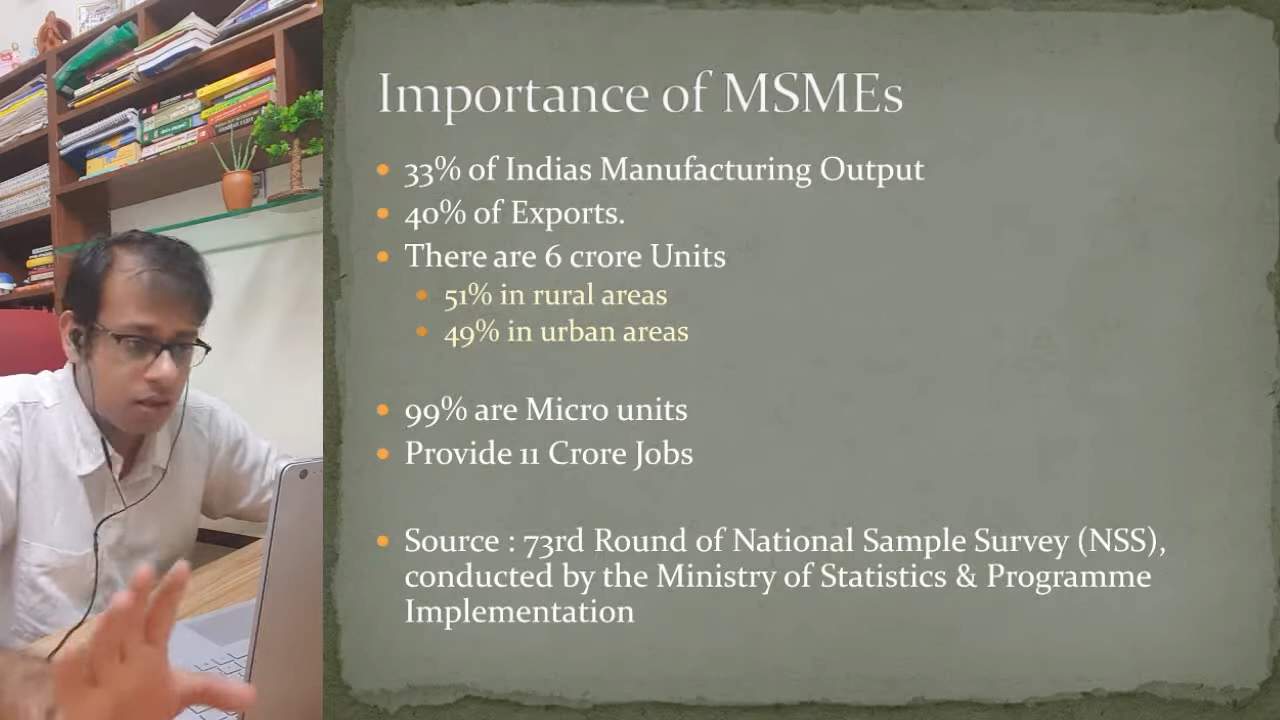 Importance of MSMEs
33% of Indias Manufacturing Output
40% of Exports.
There are 6 crore Units
51% in rural areas
49% in urban areas
99% are Micro units
Provide 11 Crore Jobs
Source : 73rd Round of National Sample Survey (NSS),
conducted by the Ministry of Statistics & Programme
Implementation